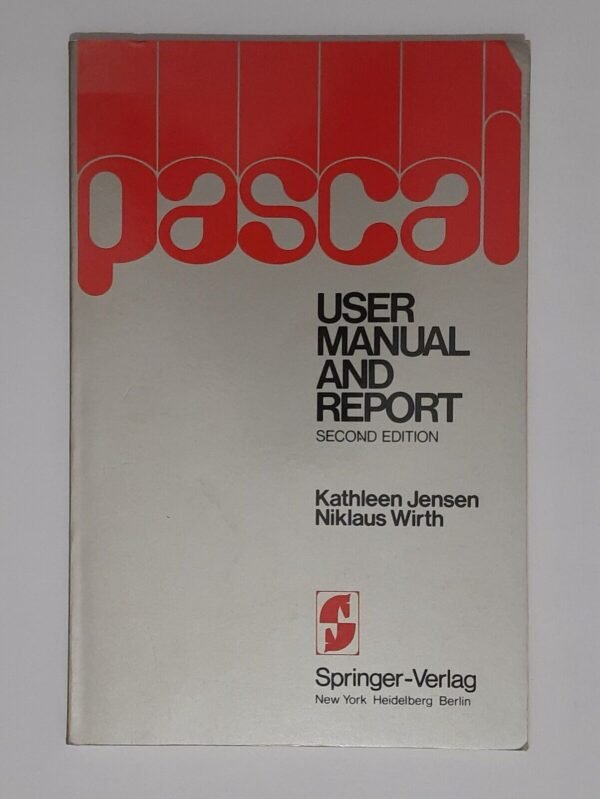 pascal
USER
MANUAL
AND
REPORT
SECOND EDITION
Kathleen Jensen
Niklaus Wirth
Springer-Verlag
New York Heidelberg Berlin